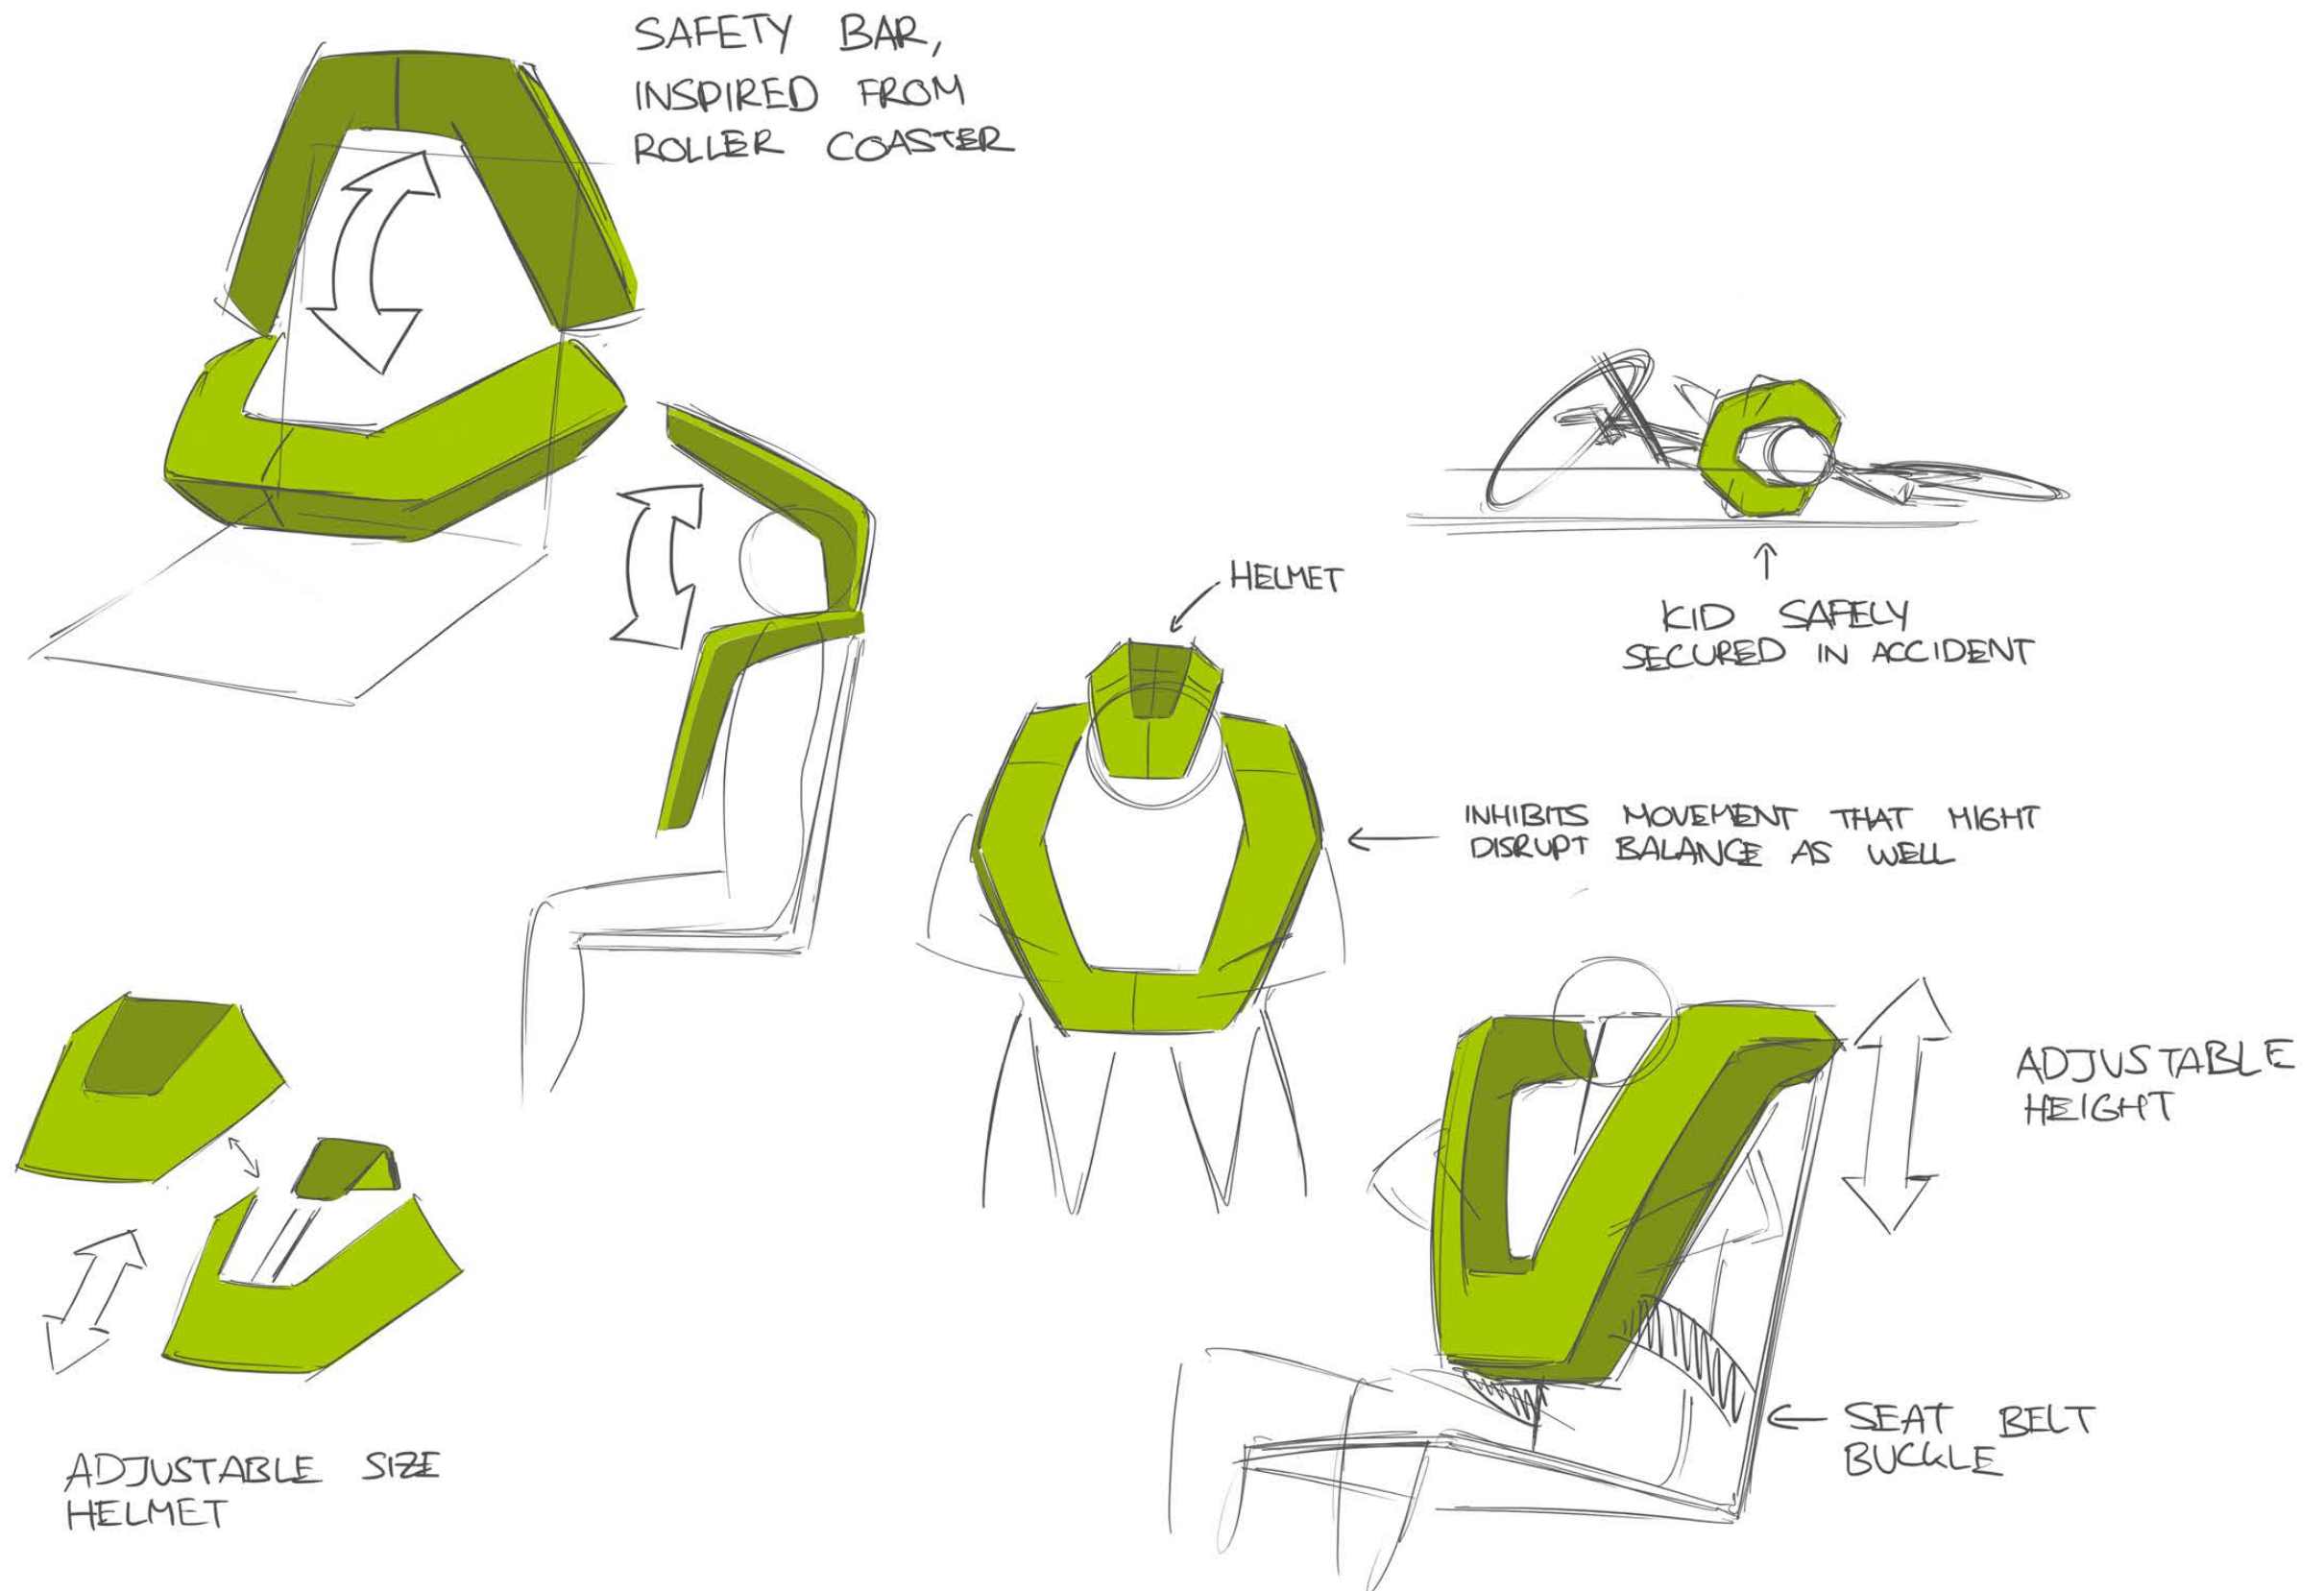 SAFETY BAR,
INSPIRED FROM
ROLLER COASTER
HELMET
KID SAFELY
SECURED IN ACCIDENT
INHIBITS MOVEMENT THAT MIGHT
DISRUPT BALANCE AS WELL
ADJUSTABLE
HEIGHT
SEAT BELT
BUCKLE
ADJUSTABLE SIZE
HELMET